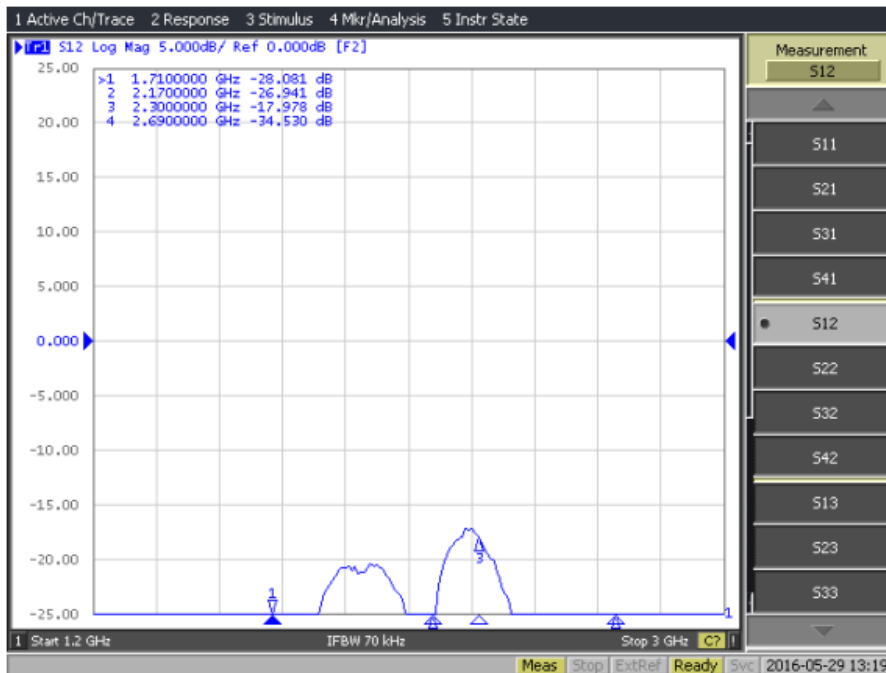 1 Active Ch/Trace 2 Response 3 Stimulus 4 Mkr/Analysis 5 Instr State
Tr1 S12 Log Mag 5.000dB/ Ref 0.000dB [F2]
>1 1.7100000 GHz -28.081 dB
2 2.1700000 GHz -26.941 dB
3 2.3000000 GHz -17.978 dB
4 2.6900000 GHz -34.530 dB
25.00
20.00
15.00
10.00
5.000
0.000
-5.000
-10.00
-15.00
-20.00
-25.00
1
3
1
1 Start 1.2 GHz IFBW 70 kHz Stop 3 GHz C? !
Measurement
S12
S11
S21
S31
S41
S12
S22
S32
S42
S13
S23
S33
Meas Stop ExtRef Ready Svc 2016-05-29 13:19